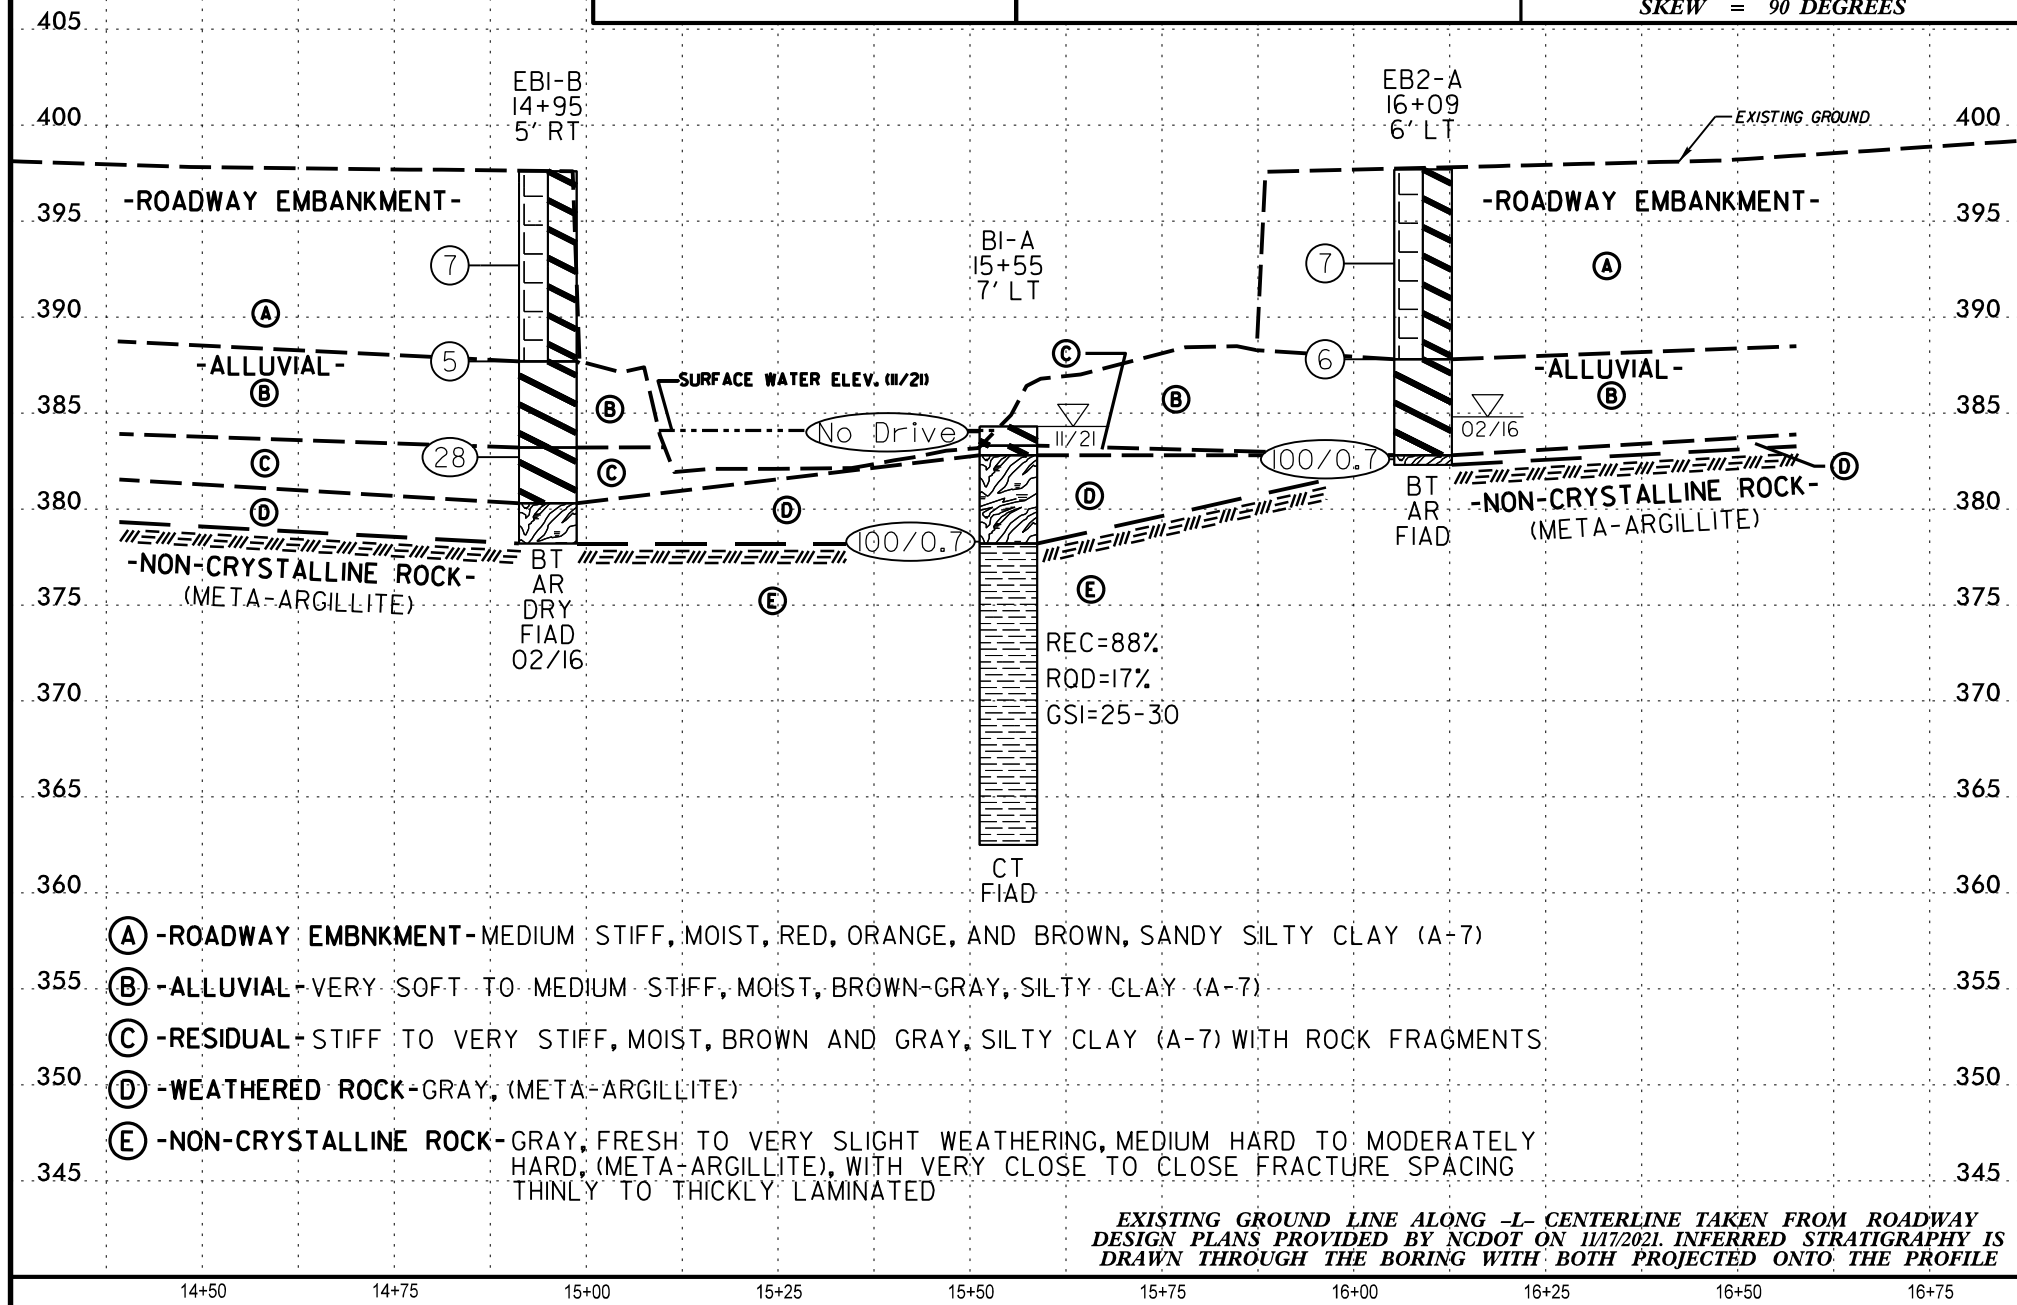 SKEW = 90 DEGREES
405
EB1-B
14+95
5' RT
EB2-A
16+09
6' LT
400
EXISTING GROUND
400
-ROADWAY EMBANKMENT-
-ROADWAY EMBANKMENT-
395
395
B1-A
15+55
7' LT
7
7
A
390
A
390
5
-ALLUVIAL-
B
SURFACE WATER ELEV. (11/21)
C
6
-ALLUVIAL-
B
385
B
B
385
No Drive
11/21
02/16
28
C
C
100/0.7
D
380
D
D
D
BT
AR
FIAD
-NON-CRYSTALLINE ROCK-
(META-ARGILLITE)
380
100/0.7
-NON-CRYSTALLINE ROCK-
(META-ARGILLITE)
BT
AR
DRY
FIAD
02/16
375
E
E
375
REC=88%
RQD=17%
GSI=25-30
370
370
365
365
CT
FIAD
360
360
A -ROADWAY EMBNKMENT- MEDIUM STIFF, MOIST, RED, ORANGE, AND BROWN, SANDY SILTY CLAY (A-7)
355
B -ALLUVIAL- VERY SOFT TO MEDIUM STIFF, MOIST, BROWN-GRAY, SILTY CLAY (A-7)
355
C -RESIDUAL- STIFF TO VERY STIFF, MOIST, BROWN AND GRAY, SILTY CLAY (A-7) WITH ROCK FRAGMENTS
350
D -WEATHERED ROCK- GRAY, (META-ARGILLITE)
350
E -NON-CRYSTALLINE ROCK- GRAY, FRESH TO VERY SLIGHT WEATHERING, MEDIUM HARD TO MODERATELY
HARD, (META-ARGILLITE), WITH VERY CLOSE TO CLOSE FRACTURE SPACING
THINLY TO THICKLY LAMINATED
345
345
EXISTING GROUND LINE ALONG –L– CENTERLINE TAKEN FROM ROADWAY
DESIGN PLANS PROVIDED BY NCDOT ON 11/17/2021. INFERRED STRATIGRAPHY IS
DRAWN THROUGH THE BORING WITH BOTH PROJECTED ONTO THE PROFILE
14+50 14+75 15+00 15+25 15+50 15+75 16+00 16+25 16+50 16+75